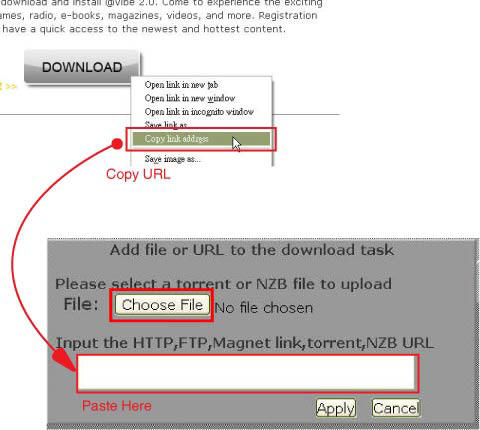 download and install @vibe 2.0. Come to experience the exciting
ames, radio, e-books, magazines, videos, and more. Registration
have a quick access to the newest and hottest content.
>>
DOWNLOAD
Open link in new tab
Open link in new window
Open link in incognito window
Save link as...
Copy link address
Save image as...
Copy URL
Add file or URL to the download task
Please select a torrent or NZB file to upload
File: Choose File No file chosen
Input the HTTP,FTP,Magnet link,torrent,NZB URL
Paste Here
Apply Cancel